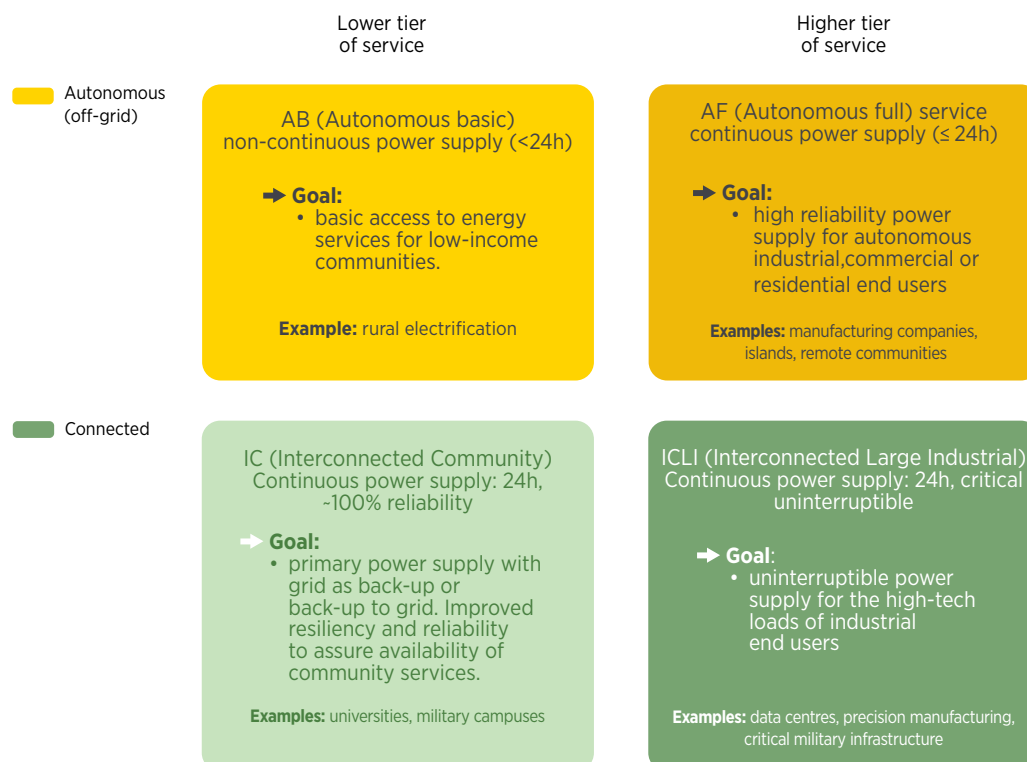 Lower tier
of service
Higher tier
of service
Autonomous
(off-grid)
AB (Autonomous basic)
non-continuous power supply (<24h)
Goal:
• basic access to energy
services for low-income
communities.
Example: rural electrification
AF (Autonomous full) service
continuous power supply (≤ 24h)
Goal:
• high reliability power
supply for autonomous
industrial,commercial or
residential end users
Examples: manufacturing companies,
islands, remote communities
Connected
IC (Interconnected Community)
Continuous power supply: 24h,
~100% reliability
Goal:
• primary power supply with
grid as back-up or
back-up to grid. Improved
resiliency and reliability
to assure availability of
community services.
Examples: universities, military campuses
ICLI (Interconnected Large Industrial)
Continuous power supply: 24h, critical
uninterruptible
Goal:
• uninterruptible power
supply for the high-tech
loads of industrial
end users
Examples: data centres, precision manufacturing,
critical military infrastructure